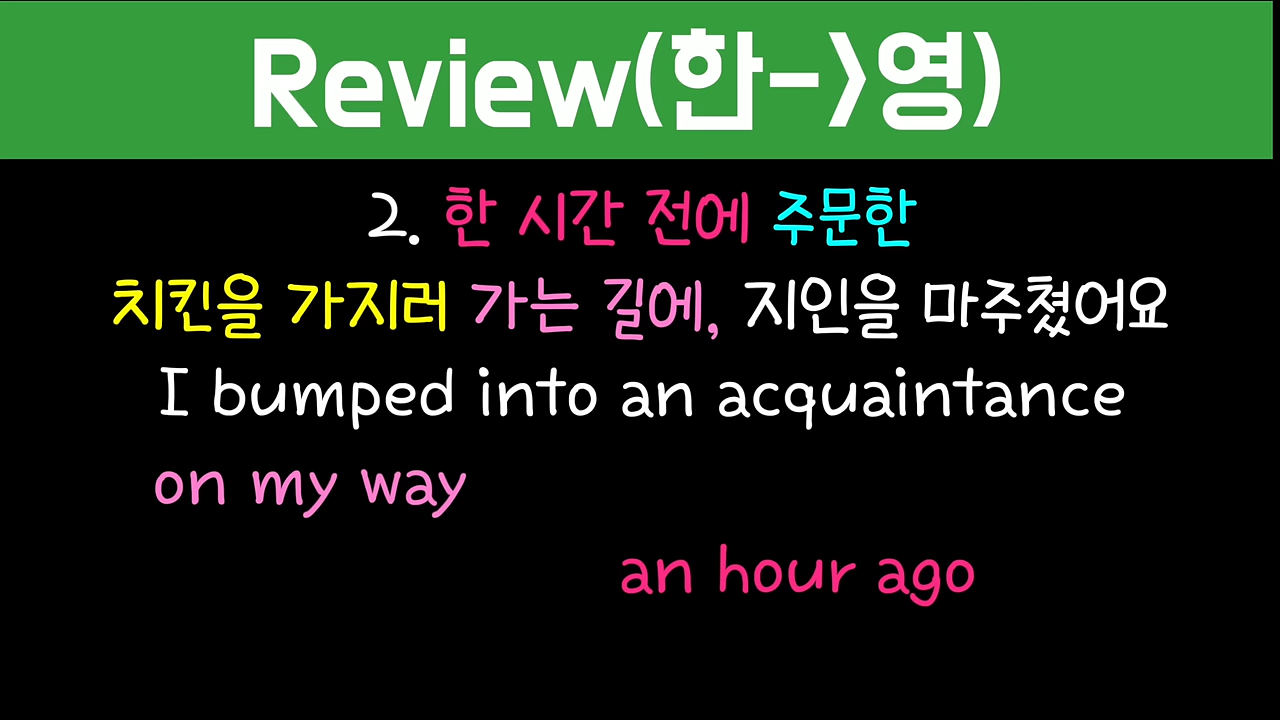 Review(한->영)
2. 한 시간 전에 주문한
치킨을 가지러 가는 길에, 지인을 마주쳤어요
I bumped into an acquaintance
on my way
an hour ago